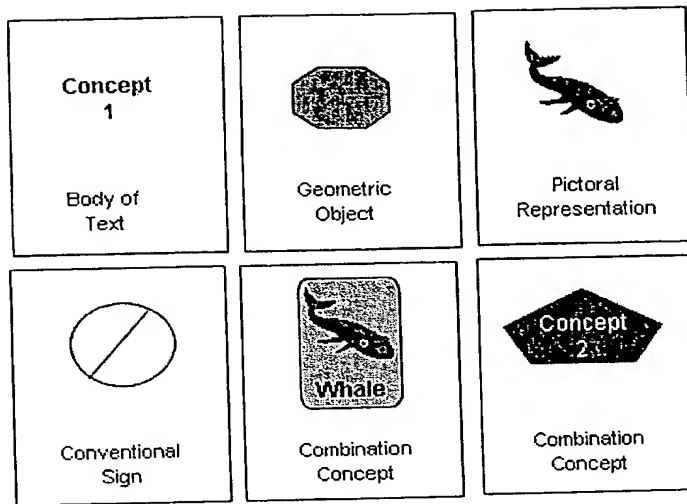 Concept
1
Body of
Text
Geometric
Object
Pictoral
Representation
Conventional
Sign
Whale
Combination
Concept
Concept
2
Combination
Concept